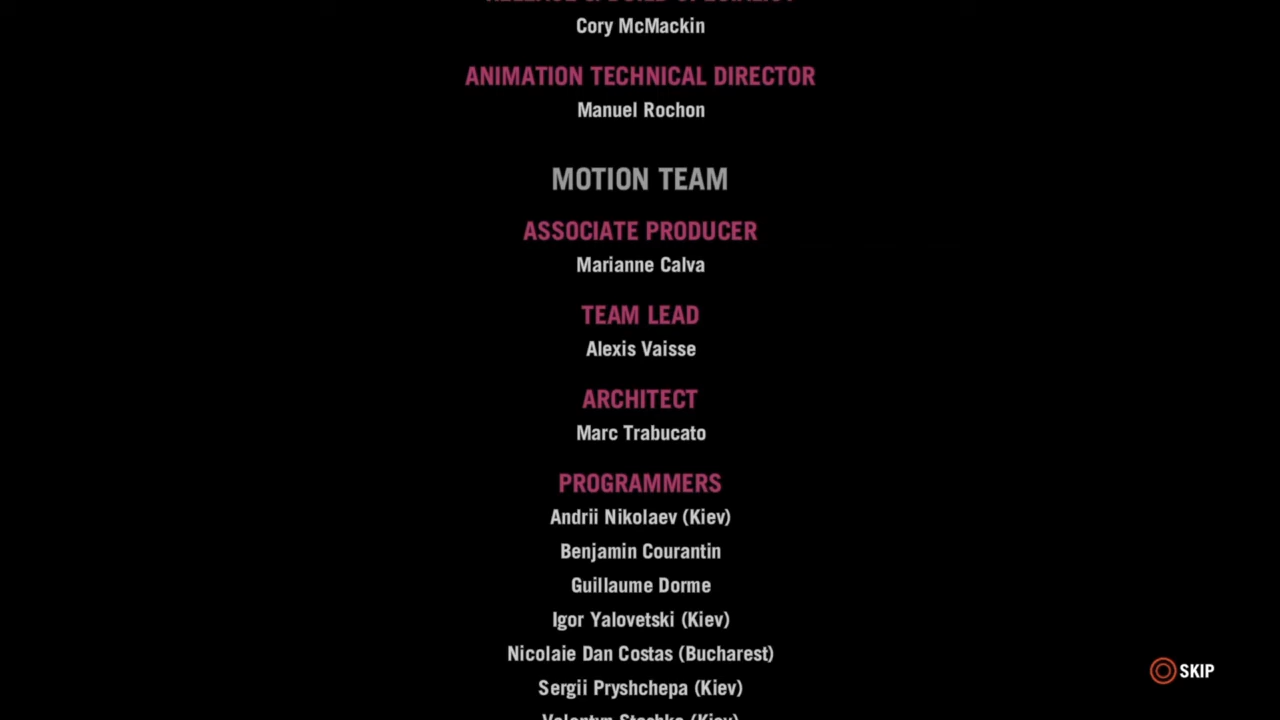 Cory McMackin
ANIMATION TECHNICAL DIRECTOR
Manuel Rochon
MOTION TEAM
ASSOCIATE PRODUCER
Marianne Calva
TEAM LEAD
Alexis Vaisse
ARCHITECT
Marc Trabucato
PROGRAMMERS
Andrii Nikolaev (Kiev)
Benjamin Courantin
Guillaume Dorme
Igor Yalovetski (Kiev)
Nicolaie Dan Costas (Bucharest)
SKIP
Sergii Pryshchepa (Kiev)